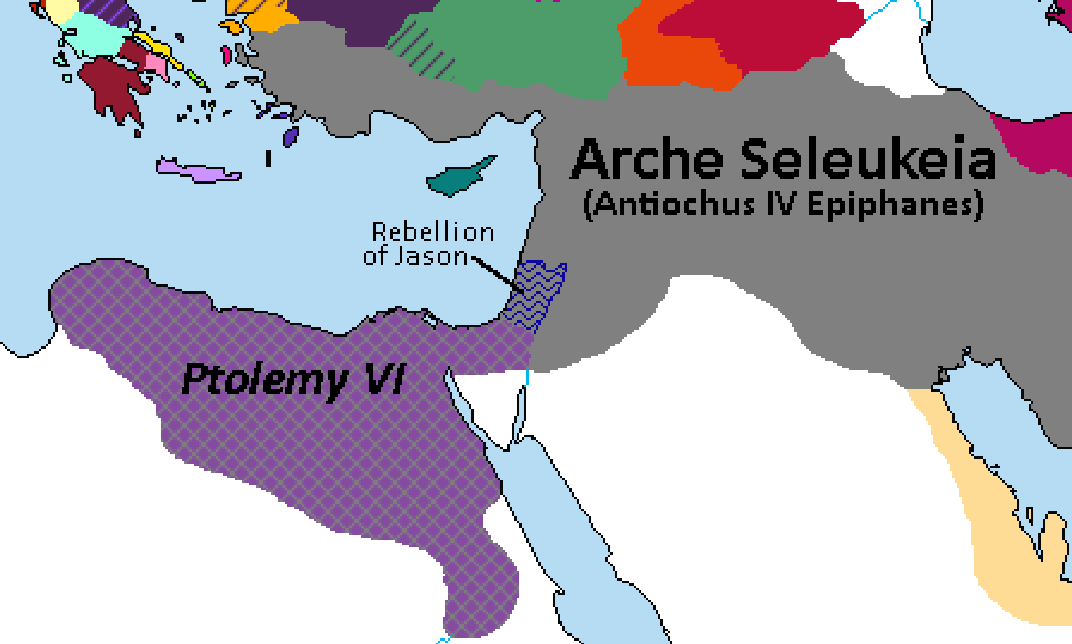 Arche Seleukeia
(Antiochus IV Epiphanes)
Rebellion
of Jason
Ptolemy VI